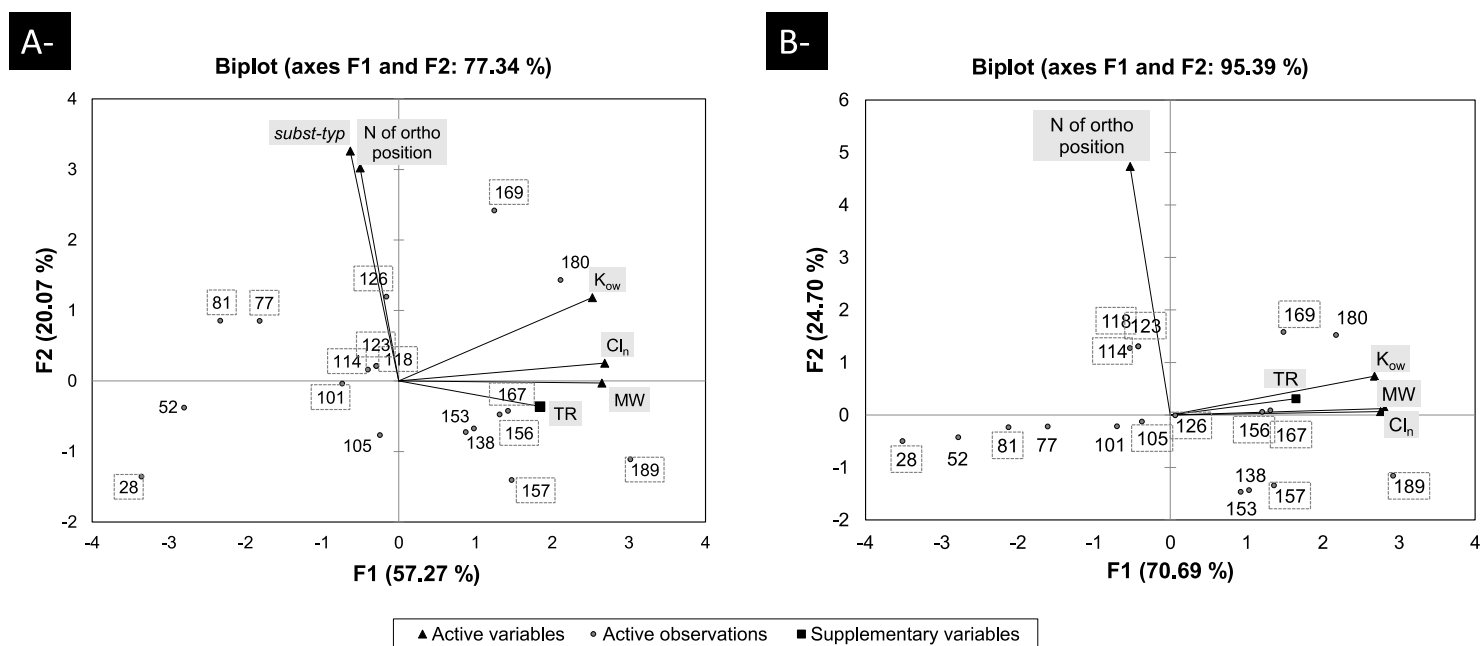 A-
Biplot (axes F1 and F2: 77.34 %)
4
3
2
1
0
-1
-2
-4
-3
-2
-1
0
1
2
3
4
F2 (20.07 %)
F1 (57.27 %)
subst-typ
N of ortho
position
169
180
Kow
126
81
77
123
114
118
Cln
101
MW
52
TR
167
153
138
156
105
189
28
157
B-
Biplot (axes F1 and F2: 95.39 %)
6
5
4
3
2
1
0
-1
-2
-4
-3
-2
-1
0
1
2
3
4
F2 (24.70 %)
F1 (70.69 %)
N of ortho
position
118
123
114
169
180
Kow
TR
MW
Cln
28
52
81
77
101
105
126
156
167
138
153
157
189
Active variables
Active observations
Supplementary variables